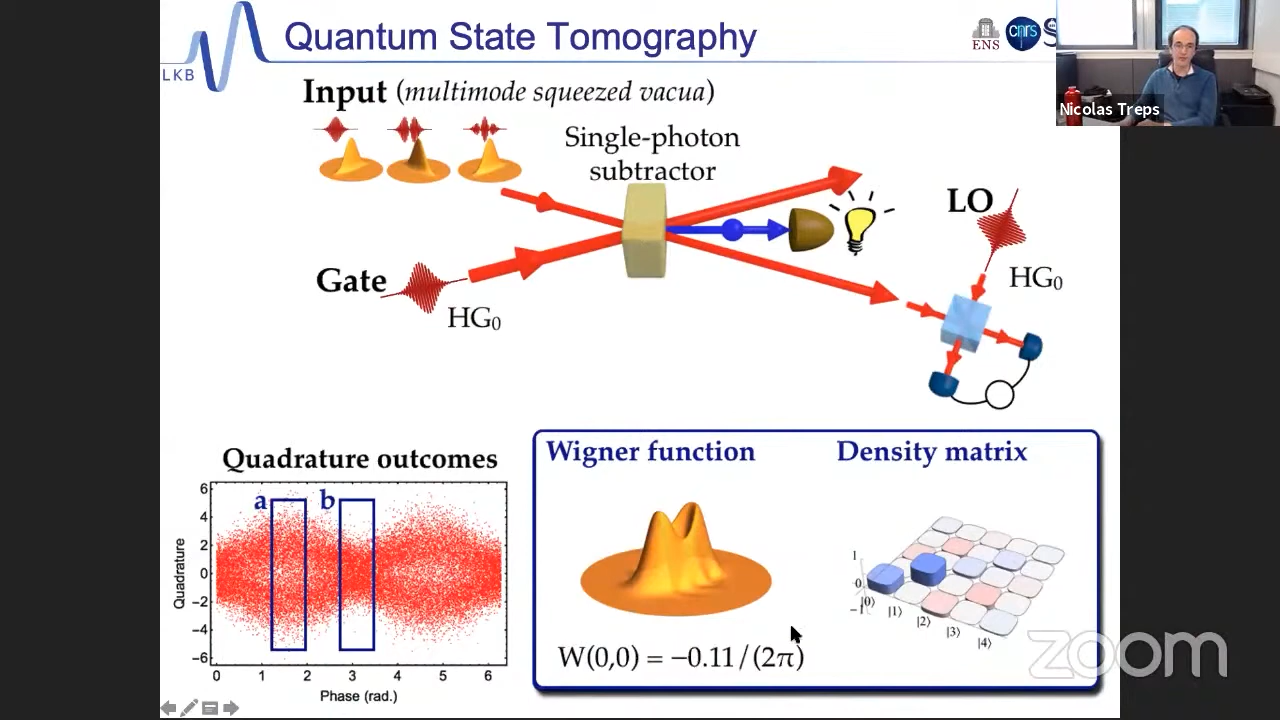 LKB
Quantum State Tomography
ENS
cnrs
Nicolas Treps
Input (multimode squeezed vacua)
Single-photon
subtractor
LO
HG₀
Gate
HG₀
Quadrature outcomes
a b
Quadrature
6
4
2
0
−2
−4
−6
0 1 2 3 4 5 6
Phase (rad.)
Wigner function
W(0,0) = −0.11/(2π)
Density matrix
1
0
−1
|0⟩
|1⟩
|2⟩
|3⟩
|4⟩
zoom